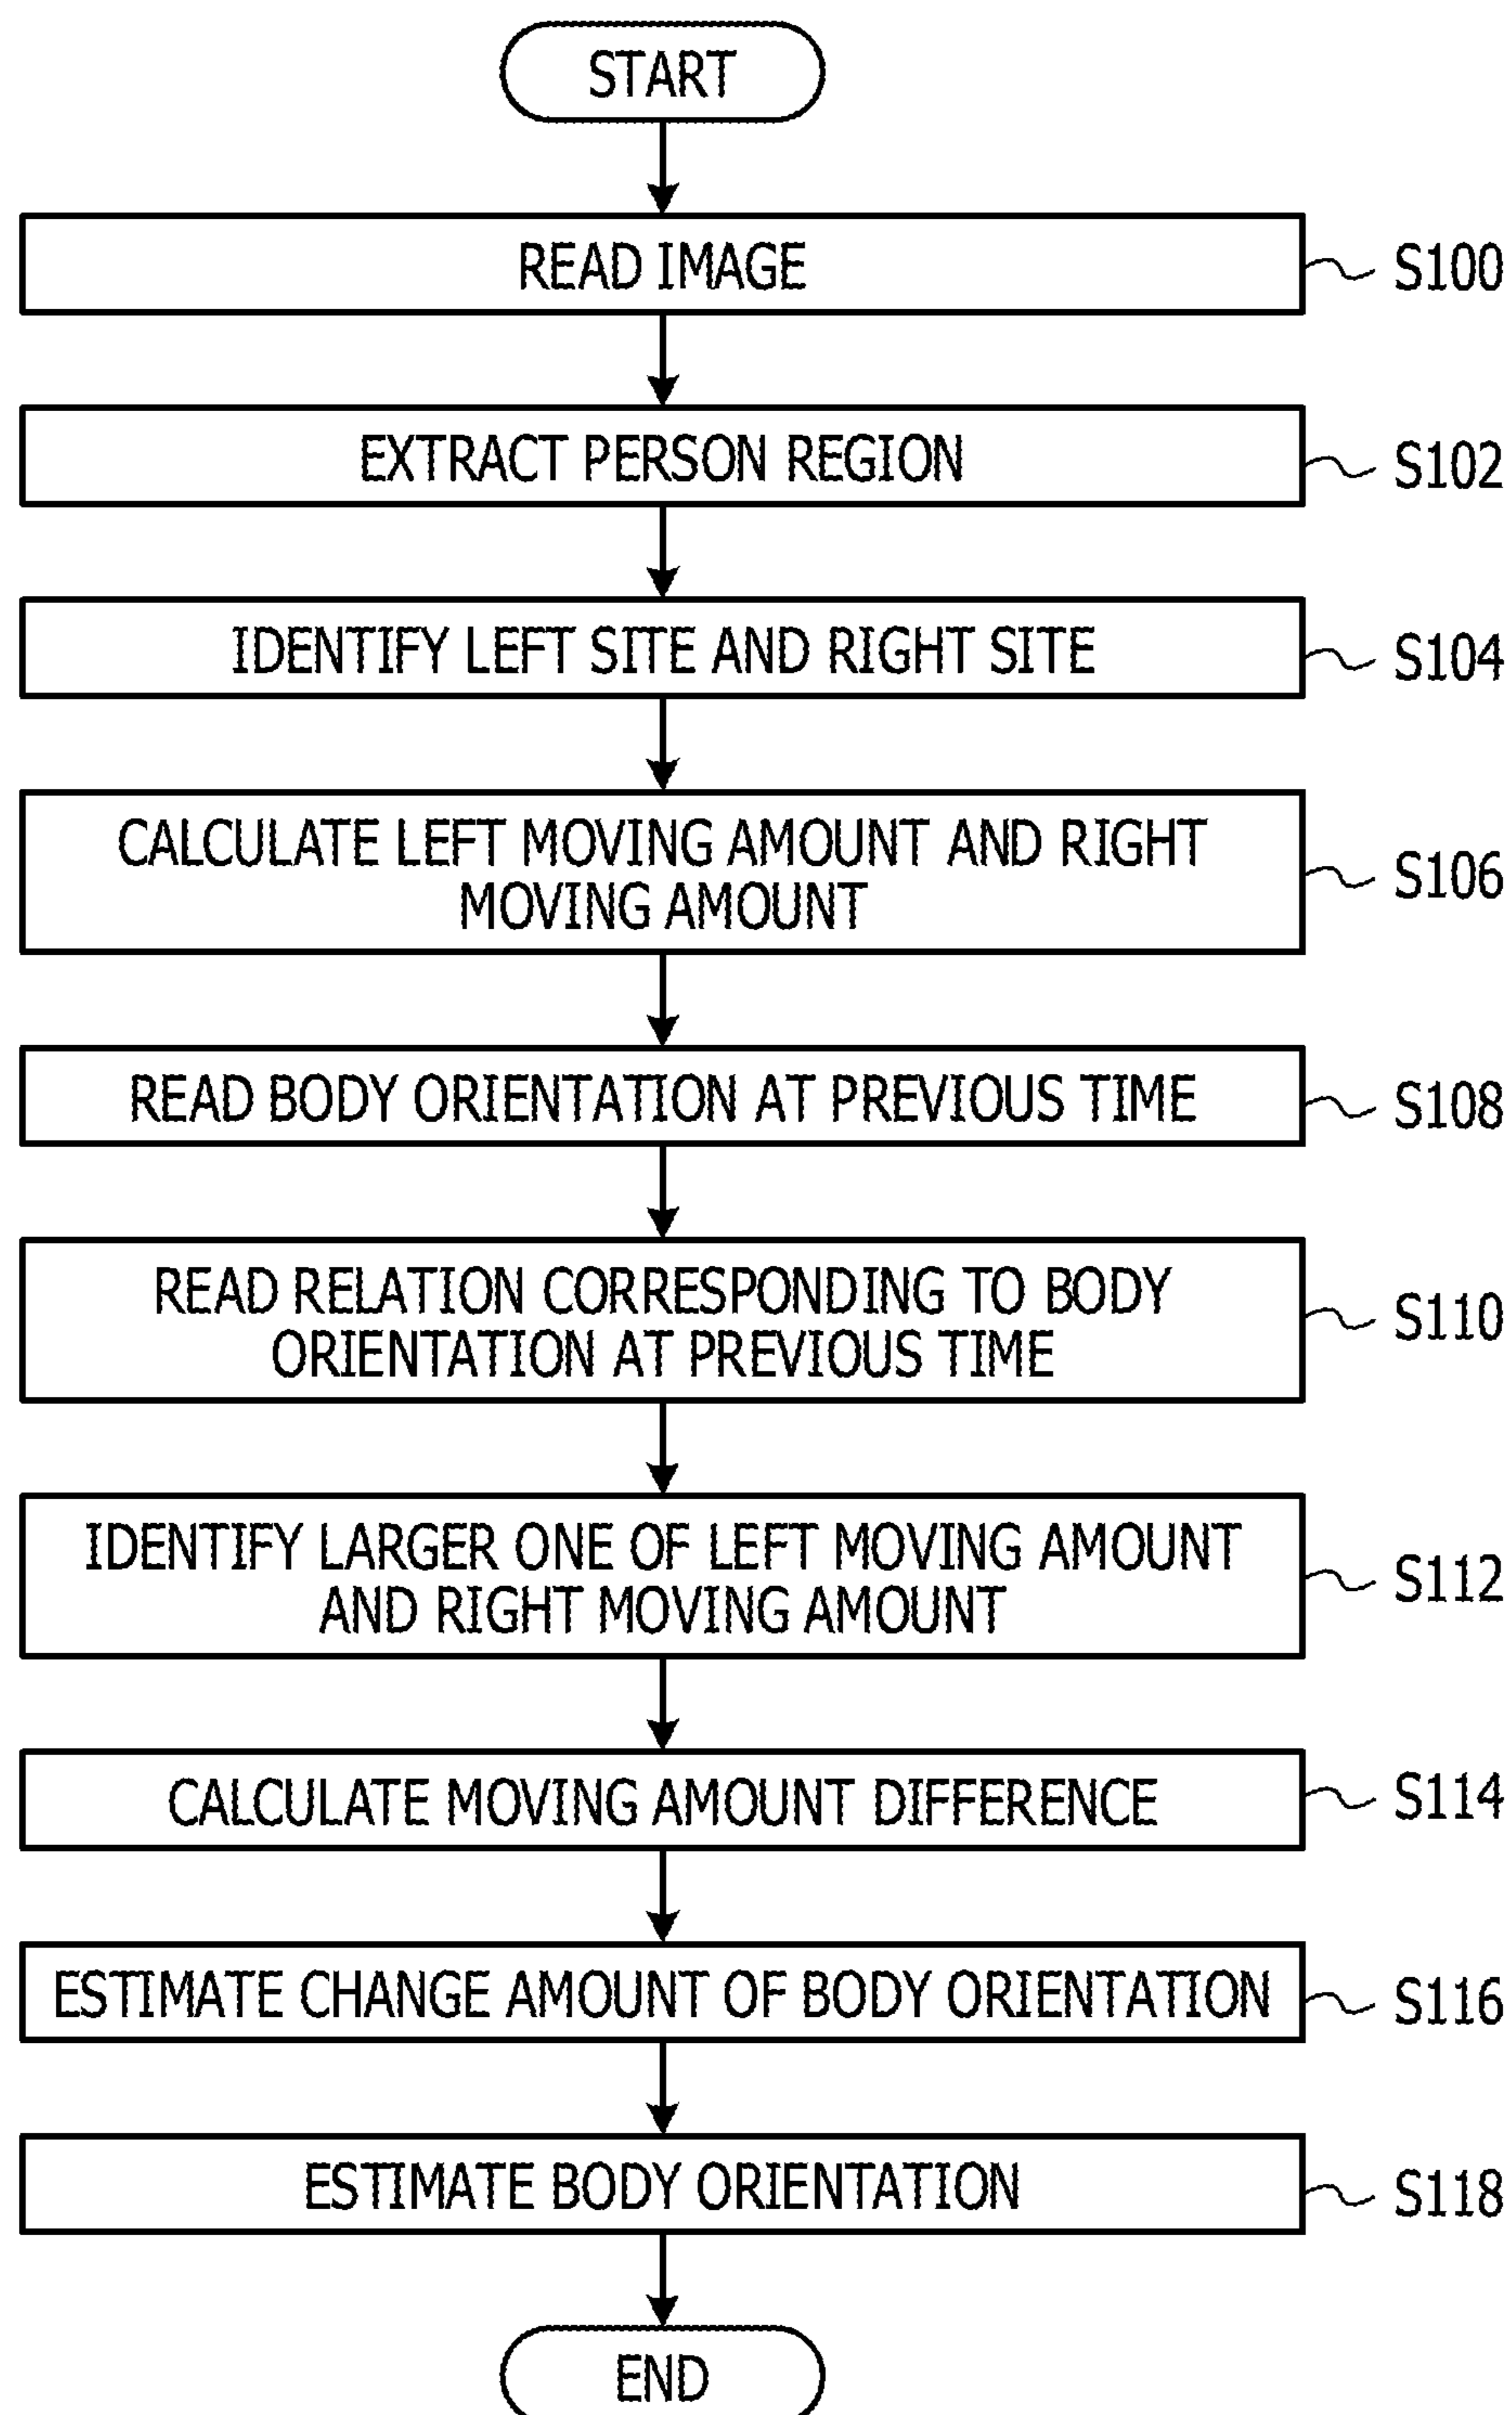 START
READ IMAGE
S100
EXTRACT PERSON REGION
S102
IDENTIFY LEFT SITE AND RIGHT SITE
S104
CALCULATE LEFT MOVING AMOUNT AND RIGHT
MOVING AMOUNT
S106
READ BODY ORIENTATION AT PREVIOUS TIME
S108
READ RELATION CORRESPONDING TO BODY
ORIENTATION AT PREVIOUS TIME
S110
IDENTIFY LARGER ONE OF LEFT MOVING AMOUNT
AND RIGHT MOVING AMOUNT
S112
CALCULATE MOVING AMOUNT DIFFERENCE
S114
ESTIMATE CHANGE AMOUNT OF BODY ORIENTATION
S116
ESTIMATE BODY ORIENTATION
S118
END